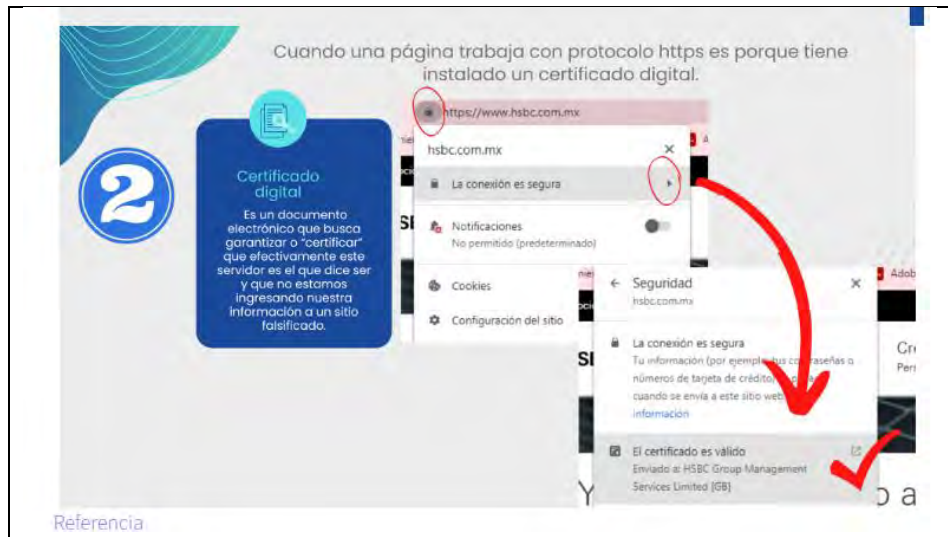 Cuando una página trabaja con protocolo https es porque tiene
instalado un certificado digital.
2
Certificado
digital
Es un documento
electrónico que busca
garantizar o "certificar"
que efectivamente este
servidor es el que dice ser
y que no estamos
ingresando nuestra
información a un sitio
falsificado.
https://www.hsbc.com.mx
hsbc.com.mx
La conexión es segura
Notificaciones
No permitido (predeterminado)
Cookies
Configuración del sitio
Seguridad
hsbc.com.mx
La conexión es segura
Tu información (por ejemplo, tus contraseñas o
números de tarjeta de crédito)
cuando se envía a este sitio web
información
El certificado es válido
Enviado a: HSBC Group Management
Services Limited [GB]
Referencia